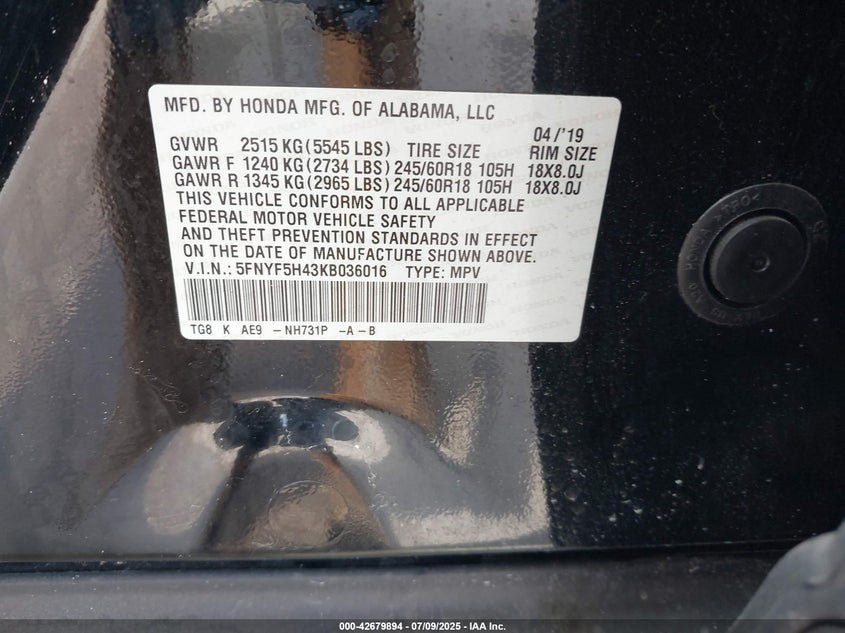 MFD. BY HONDA MFG. OF ALABAMA, LLC
04/'19
GVWR 2515 KG(5545 LBS) TIRE SIZE RIM SIZE
GAWR F 1240 KG(2734 LBS)245/60R18 105H 18X8.0J
GAWR R 1345 KG(2965 LBS)245/60R18 105H 18X8.0J
THIS VEHICLE CONFORMS TO ALL APPLICABLE
FEDERAL MOTOR VEHICLE SAFETY
AND THEFT PREVENTION STANDARDS IN EFFECT
ON THE DATE OF MANUFACTURE SHOWN ABOVE.
V.I.N.: 5FNYF5H43KB036016 TYPE: MPV
TG8 K AE9 -NH731P -A-B
HONDA >PPO<
000-42679894 | 07/09/2025 - IAA Inc.